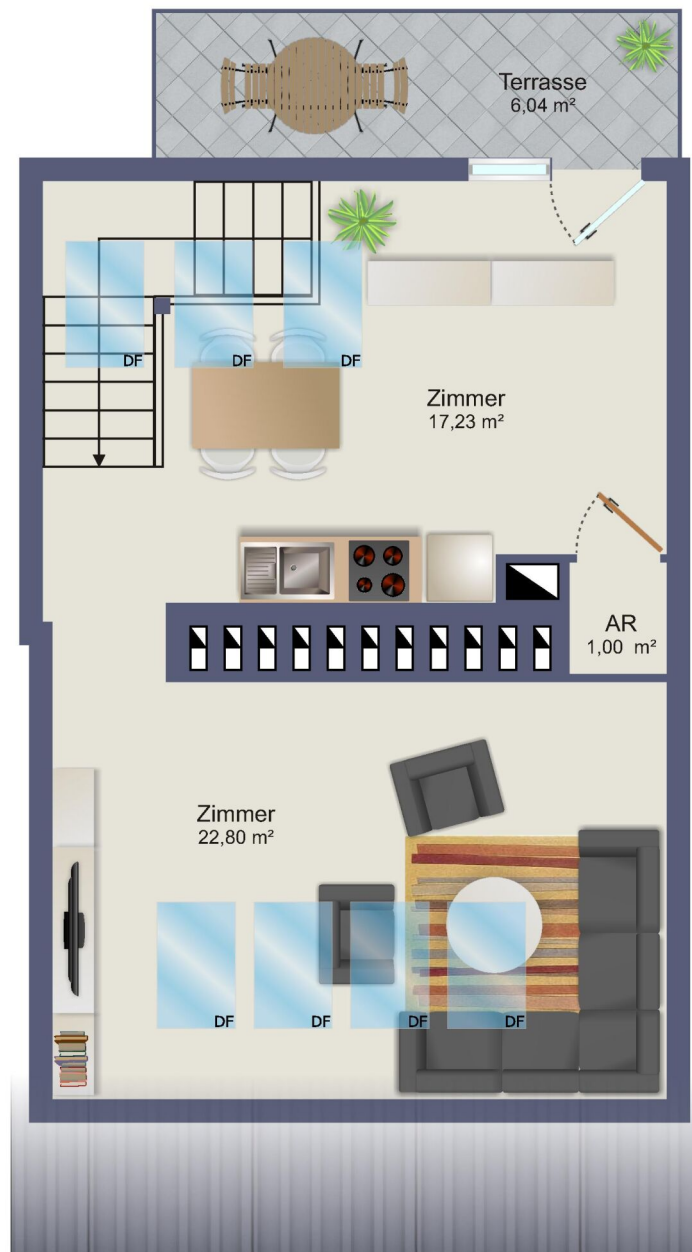 Terrasse
6,04 m²
DF DF DF
Zimmer
17,23 m²
AR
1,00 m²
Zimmer
22,80 m²
DF DF DF DF